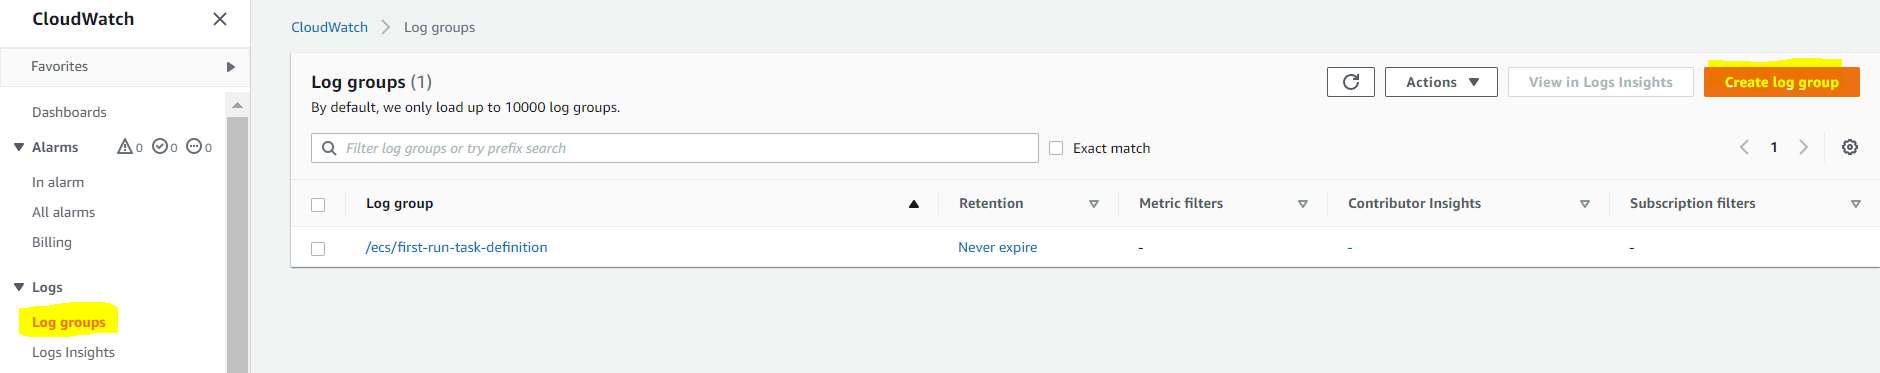 CloudWatch
Favorites
Dashboards
Alarms 0 0 0
In alarm
All alarms
Billing
Logs
Log groups
Logs Insights
CloudWatch Log groups
Log groups (1)
By default, we only load up to 10000 log groups.
Actions View in Logs Insights Create log group
Filter log groups or try prefix search Exact match 1
Log group Retention Metric filters Contributor Insights Subscription filters
/ecs/first-run-task-definition Never expire - - -